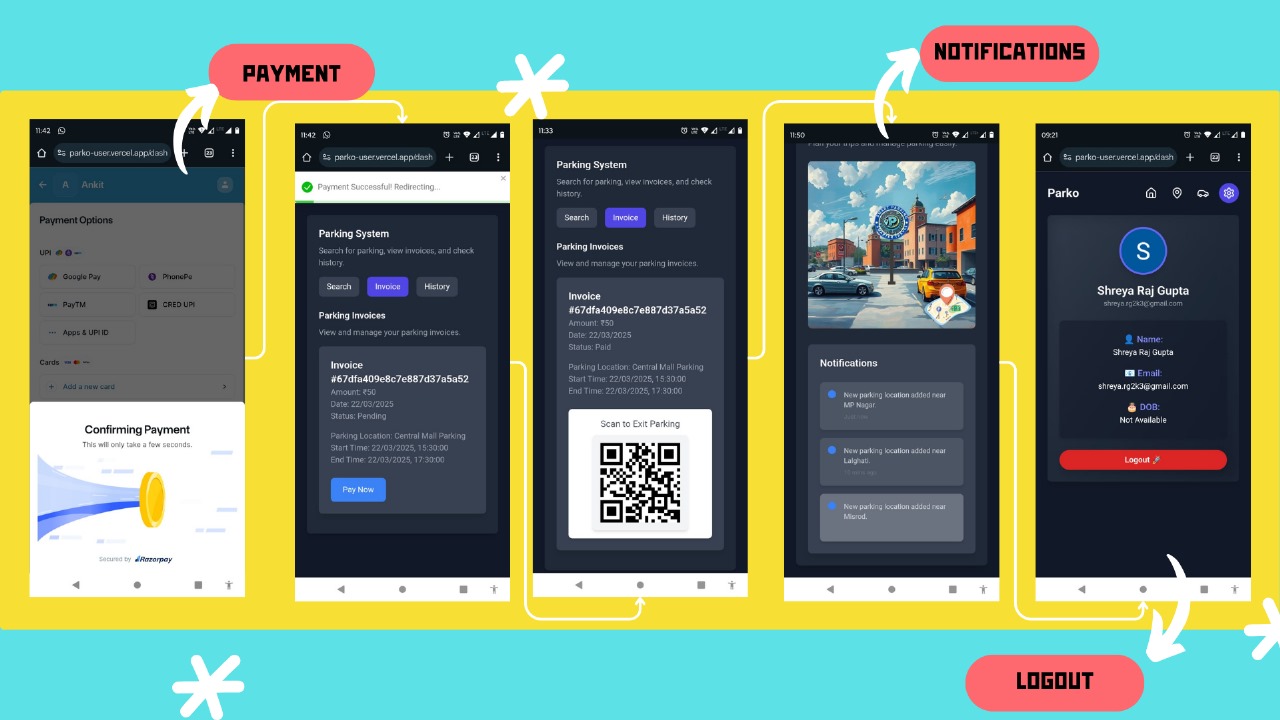 PAYMENT
NOTIFICATIONS
11:42
parko-user.vercel.app/dash
23
A Ankit
Payment Options
UPI
Google Pay
PhonePe
PayTM
CRED UPI
Apps & UPI ID
Cards
Add a new card
Confirming Payment
This will only take a few seconds.
Secured by Razorpay
11:42
parko-user.vercel.app/dash
23
Payment Successful! Redirecting...
Parking System
Search for parking, view invoices, and check
history.
Search
Invoice
History
Parking Invoices
View and manage your parking invoices.
Invoice
#67dfa409e8c7e887d37a5a52
Amount: ₹50
Date: 22/03/2025
Status: Pending
Parking Location: Central Mall Parking
Start Time: 22/03/2025, 15:30:00
End Time: 22/03/2025, 17:30:00
Pay Now
11:33
Parking System
Search for parking, view invoices, and check
history.
Search
Invoice
History
Parking Invoices
View and manage your parking invoices.
Invoice
#67dfa409e8c7e887d37a5a52
Amount: ₹50
Date: 22/03/2025
Status: Paid
Parking Location: Central Mall Parking
Start Time: 22/03/2025, 15:30:00
End Time: 22/03/2025, 17:30:00
Scan to Exit Parking
11:50
Plan your trips and manage parking easily.
P
Notifications
New parking location added near
MP Nagar.
New parking location added near
Lalghati.
New parking location added near
Misrod.
09:21
parko-user.vercel.app/dash
23
Parko
S
Shreya Raj Gupta
shreya.rg2k3@gmail.com
Name:
Shreya Raj Gupta
Email:
shreya.rg2k3@gmail.com
DOB:
Not Available
Logout
LOGOUT